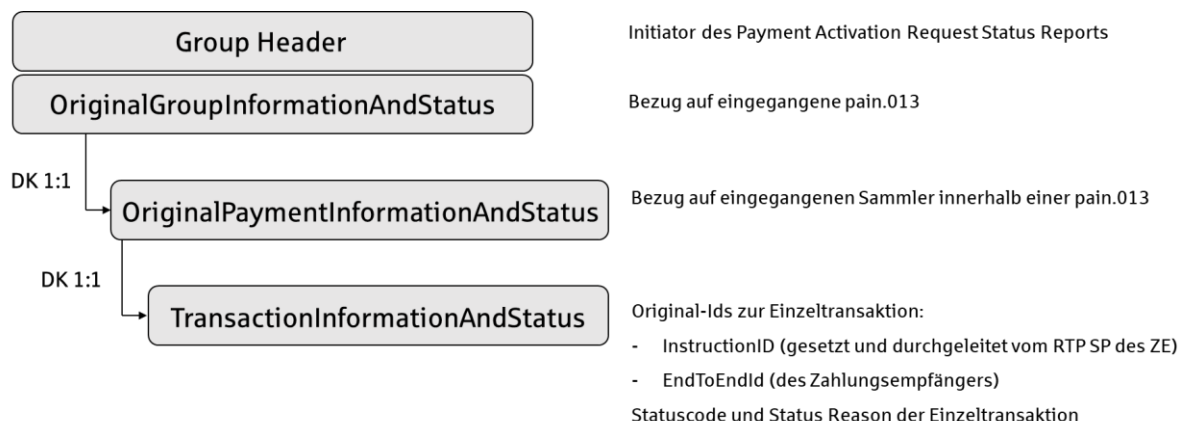 Group Header
Initiator des Payment Activation Request Status Reports
OriginalGroupInformationAndStatus
Bezug auf eingegangene pain.013
DK 1:1
OriginalPaymentInformationAndStatus
Bezug auf eingegangenen Sammler innerhalb einer pain.013
DK 1:1
TransactionInformationAndStatus
Original-Ids zur Einzeltransaktion:
- InstructionID (gesetzt und durchgeleitet vom RTP SP des ZE)
- EndToEndId (des Zahlungsempfängers)
Statuscode und Status Reason der Einzeltransaktion